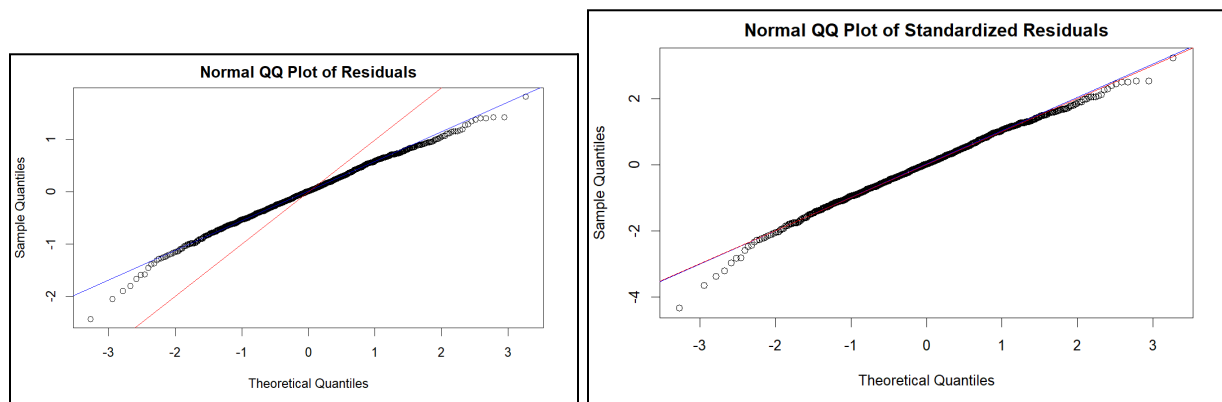 Normal QQ Plot of Residuals
Sample Quantiles
1
0
-1
-2
-3 -2 -1 0 1 2 3
Theoretical Quantiles
Normal QQ Plot of Standardized Residuals
Sample Quantiles
2
0
-2
-4
-3 -2 -1 0 1 2 3
Theoretical Quantiles